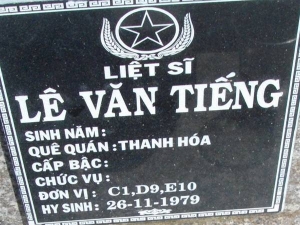 LIỆT SĨ
LÊ VĂN TIẾNG
SINH NĂM:
QUÊ QUÁN: THANH HÓA
CẤP BẬC:
CHỨC VỤ:
ĐƠN VỊ: C1,D9,E10
HY SINH: 26-11-1979